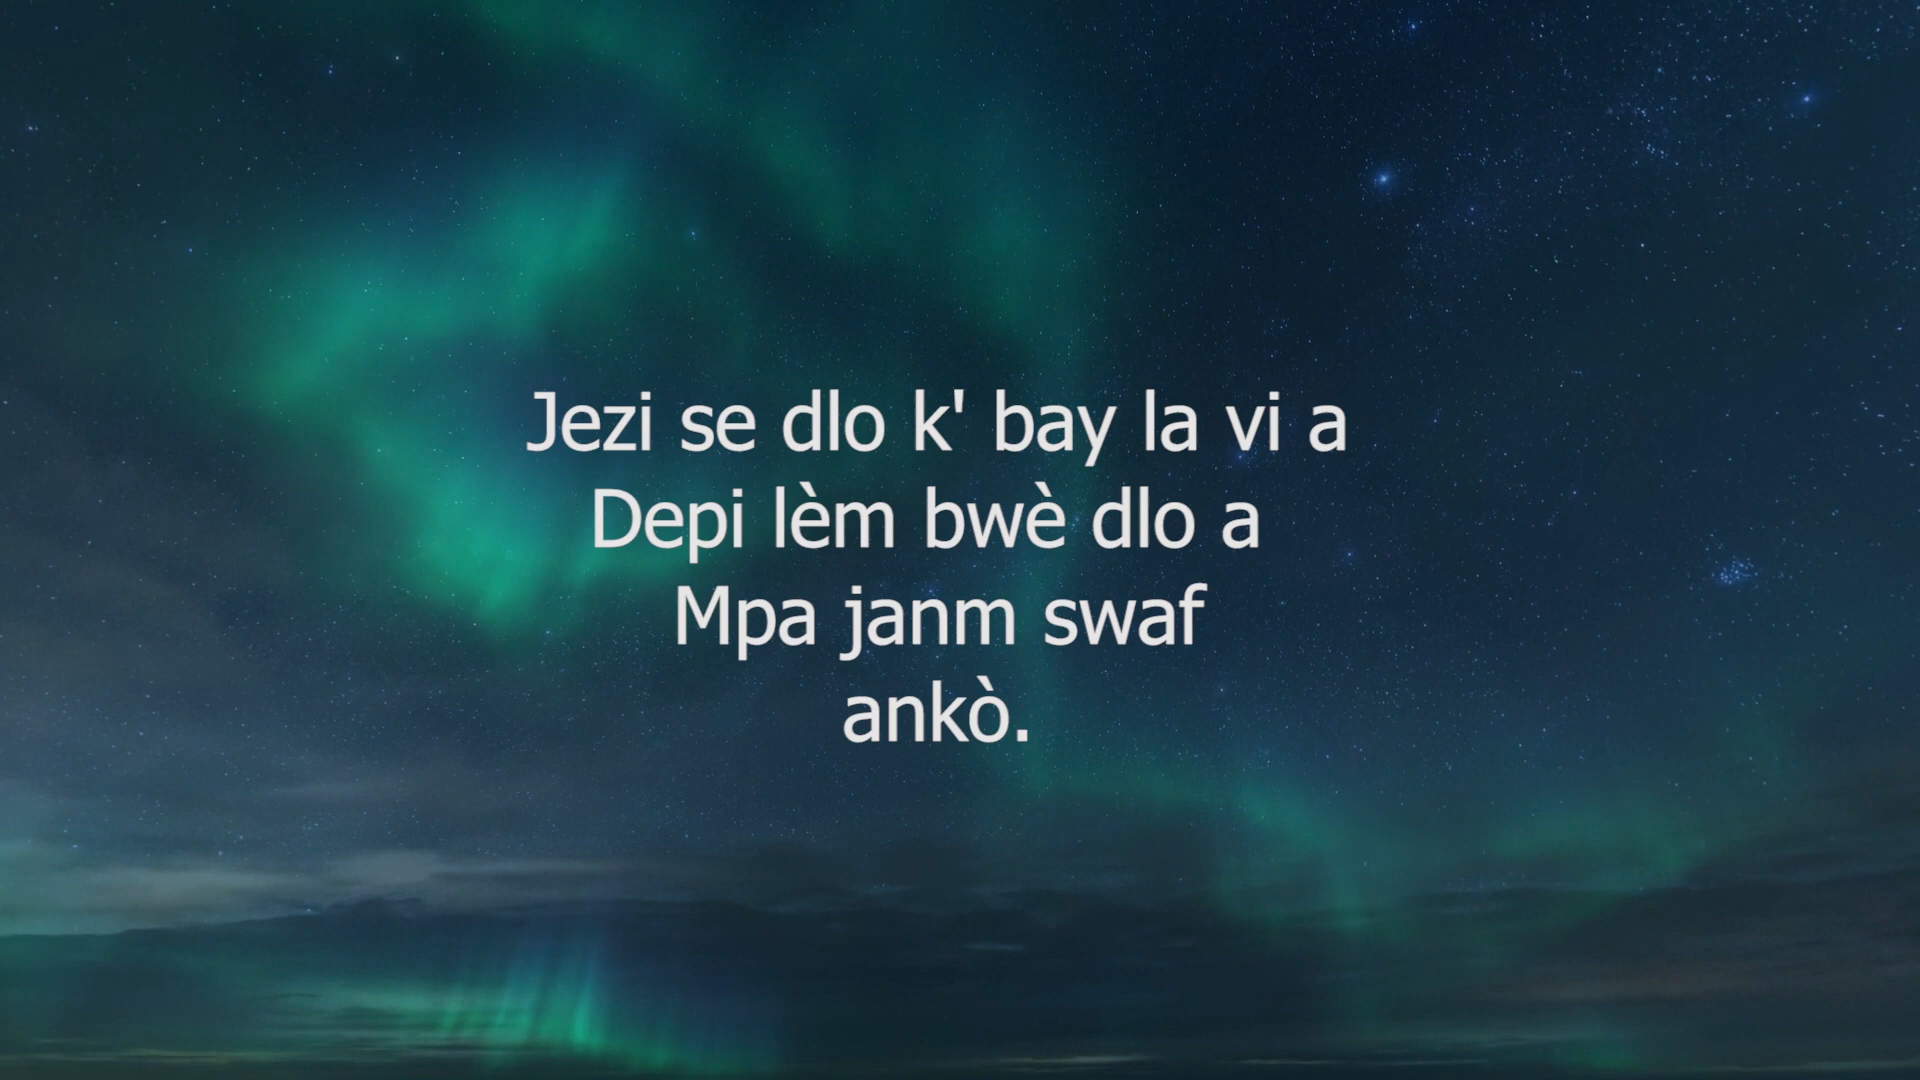 Jezi se dlo k' bay la vi a
Depi lèm bwè dlo a
Mpa janm swaf
ankò.